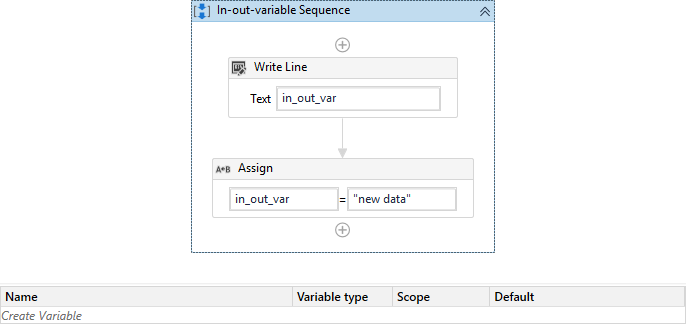 In-out-variable Sequence
Write Line
Text in_out_var
A+B Assign
in_out_var = "new data"
Name Variable type Scope Default
Create Variable